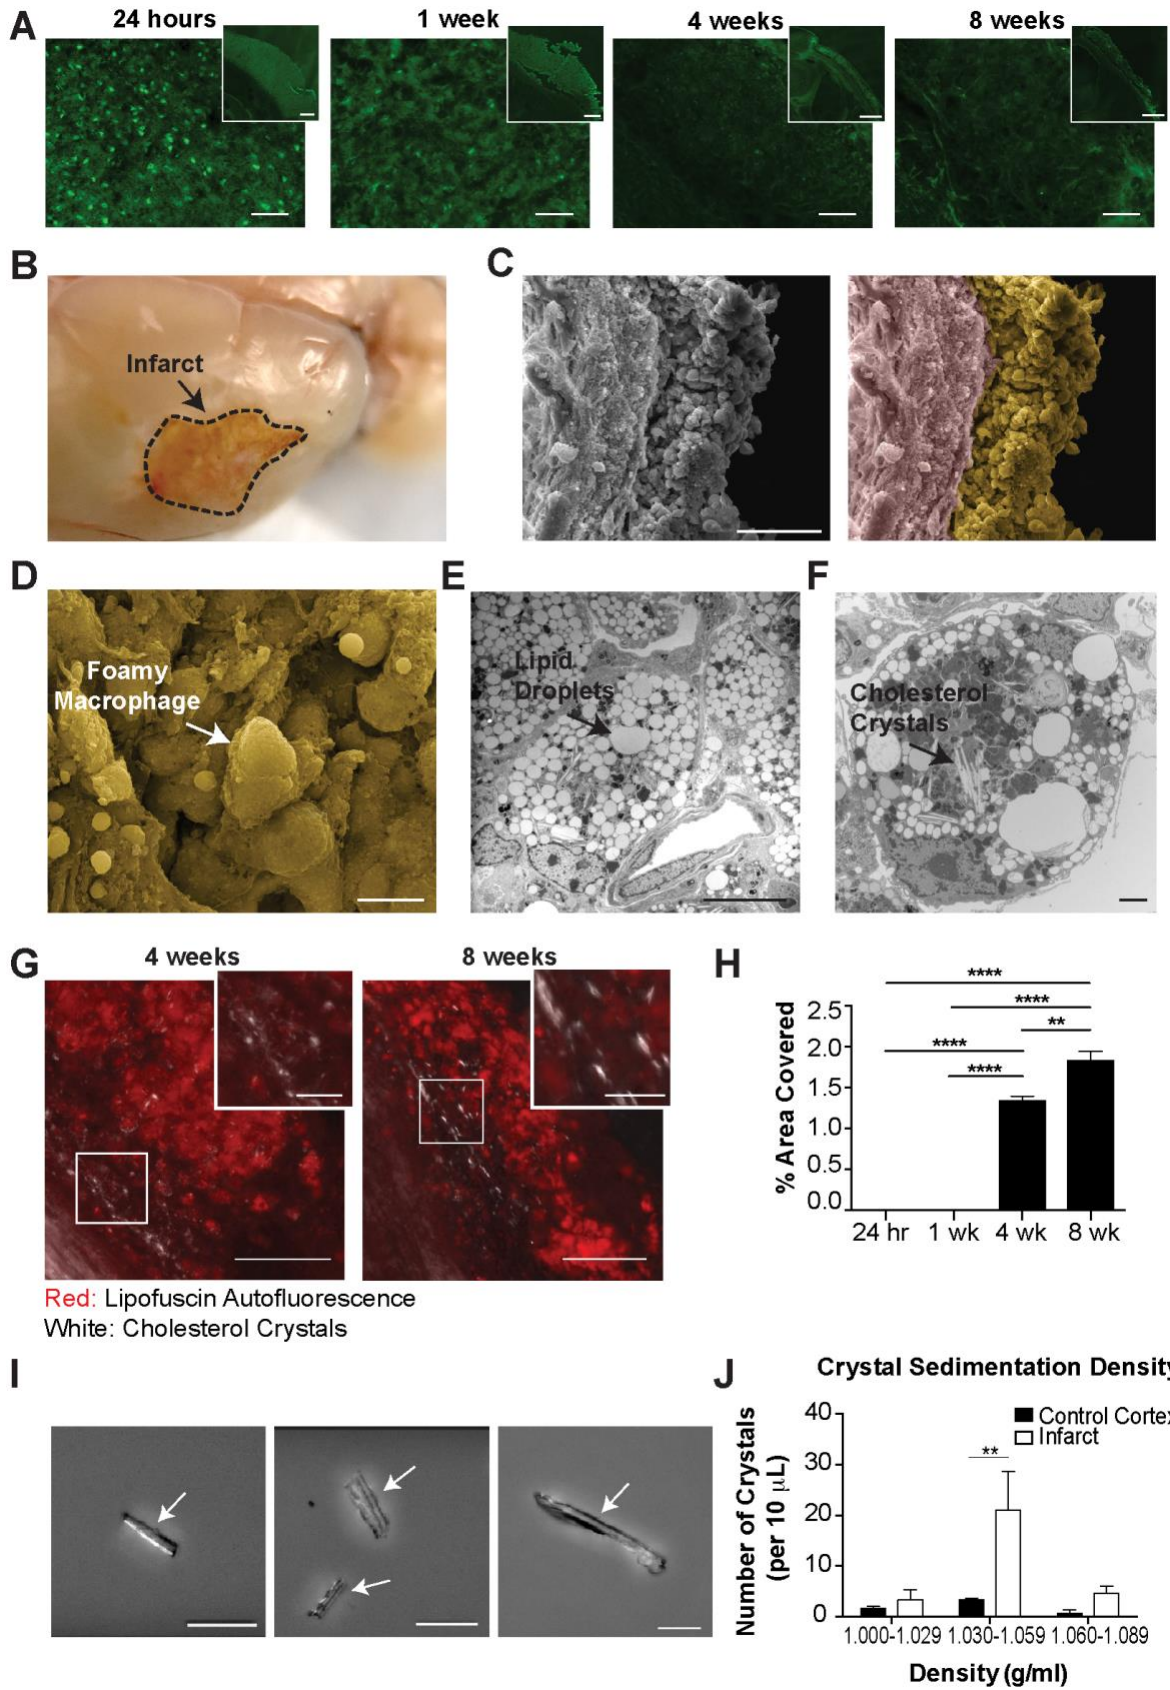 A
24 hours
1 week
4 weeks
8 weeks
B
Infarct
C
D
Foamy
Macrophage
E
Lipid
Droplets
F
Cholesterol
Crystals
G
4 weeks
8 weeks
Red: Lipofuscin Autofluorescence
White: Cholesterol Crystals
H
% Area Covered
2.5
2.0
1.5
1.0
0.5
0.0
****
****
**
****
****
24 hr
1 wk
4 wk
8 wk
I
J
Crystal Sedimentation Density
Number of Crystals
(per 10 μL)
40
30
20
10
0
Control Cortex
Infarct
**
1.000-1.029
1.030-1.059
1.060-1.089
Density (g/ml)